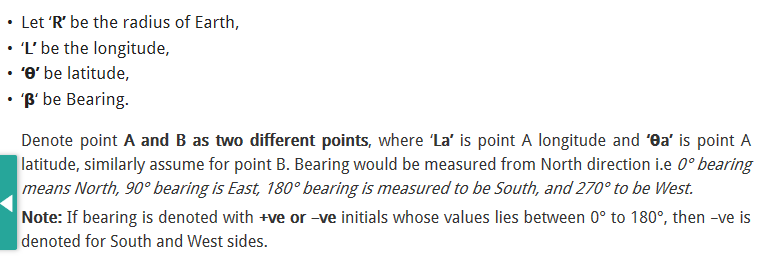 • Let ‘R’ be the radius of Earth,
• ‘L’ be the longitude,
• ‘θ’ be latitude,
• ‘β‘ be Bearing.
Denote point A and B as two different points, where ‘La’ is point A longitude and ‘θa’ is point A
latitude, similarly assume for point B. Bearing would be measured from North direction i.e 0° bearing
means North, 90° bearing is East, 180° bearing is measured to be South, and 270° to be West.
Note: If bearing is denoted with +ve or –ve initials whose values lies between 0° to 180°, then –ve is
denoted for South and West sides.